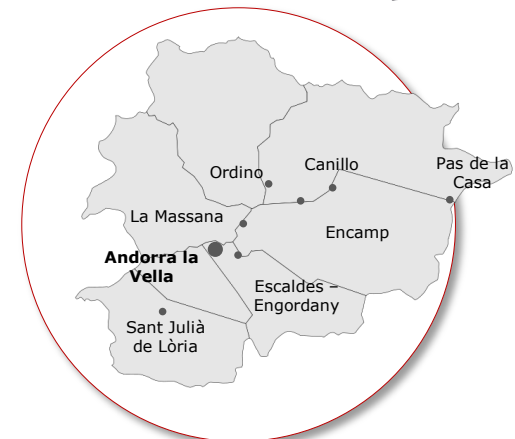 Ordino
Canillo
Pas de la
Casa
La Massana
Encamp
Andorra la
Vella
Escaldes –
Engordany
Sant Julià
de Lòria